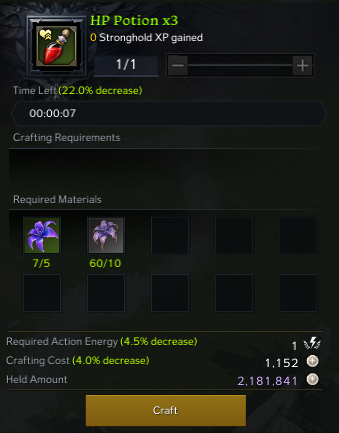 HP Potion x3
0 Stronghold XP gained
1/1
Time Left (22.0% decrease)
00:00:07
Crafting Requirements
Required Materials
7/5 60/10
Required Action Energy (4.5% decrease) 1
Crafting Cost (4.0% decrease) 1,152
Held Amount 2,181,841
Craft